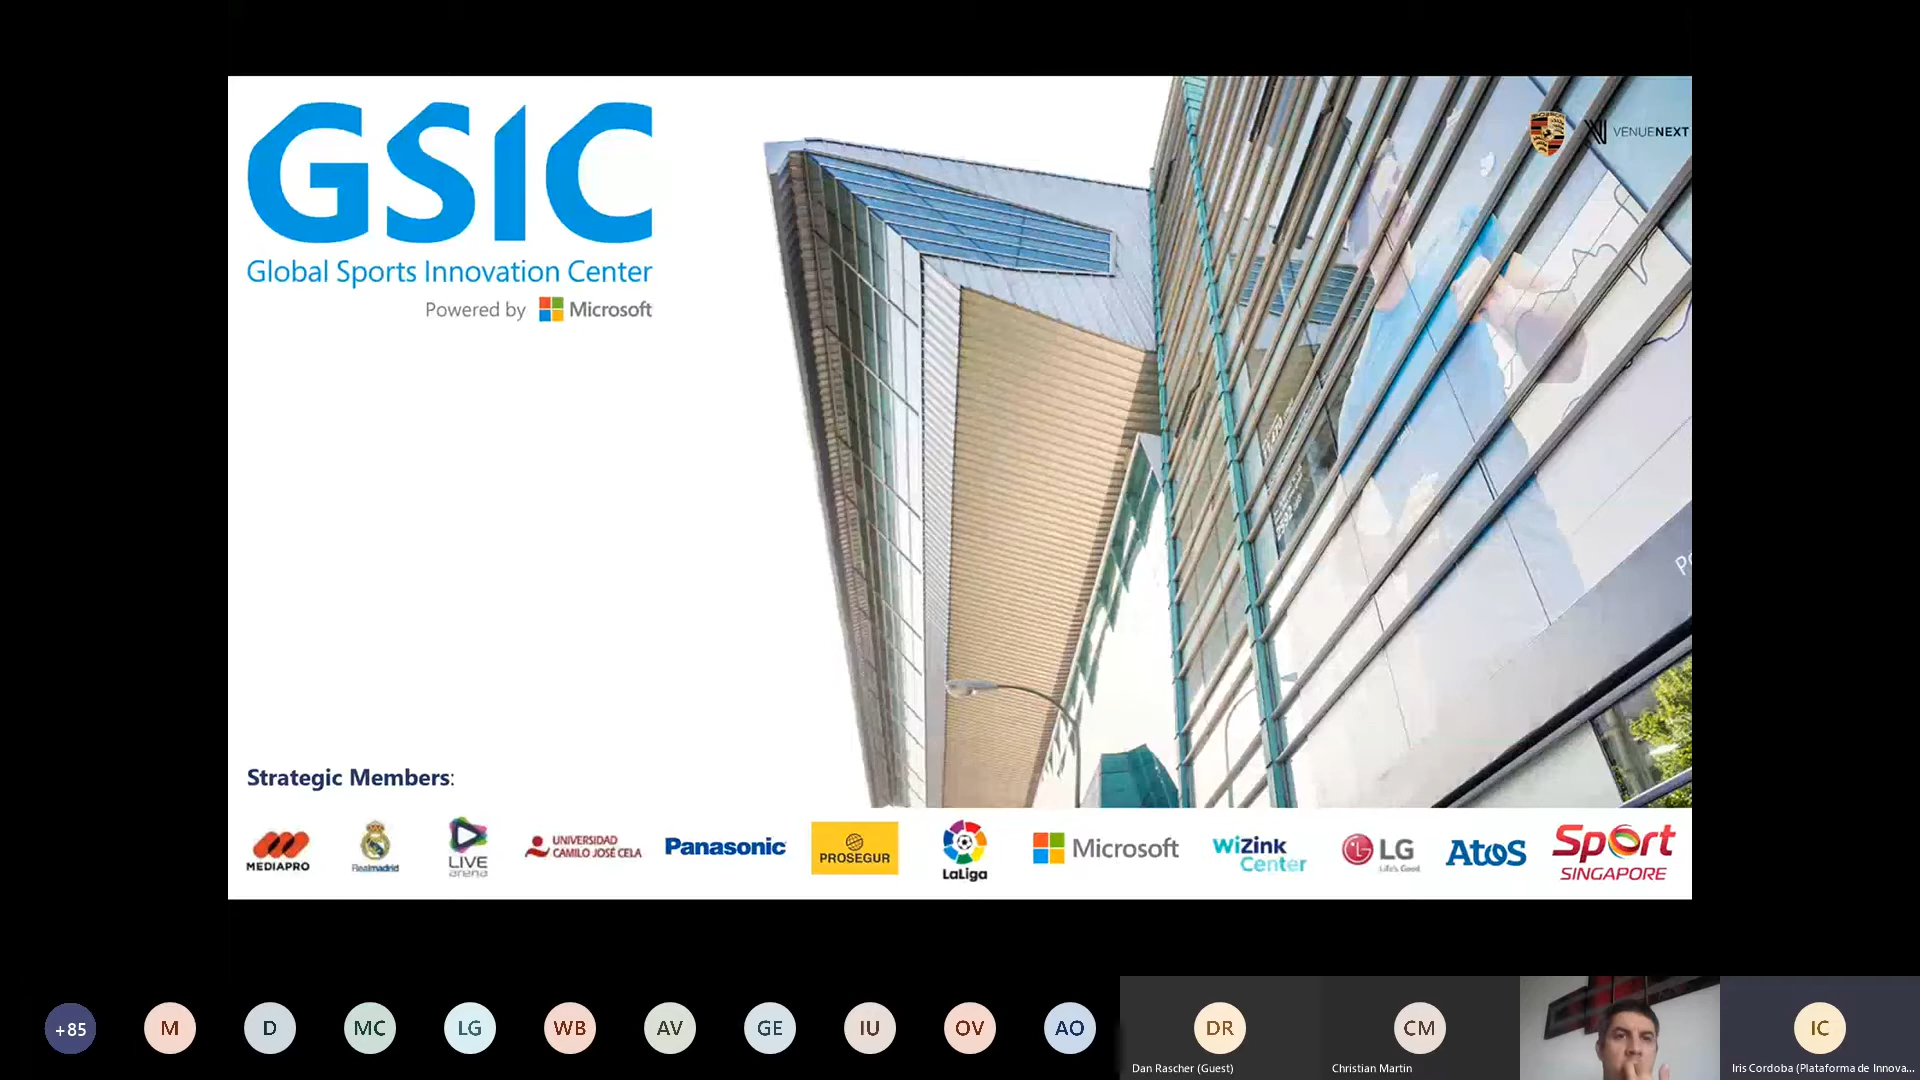 GSIC
Global Sports Innovation Center
Powered by Microsoft
VENUENEXT
Strategic Members:
MEDIAPRO
Realmadrid
LIVE
arena
UNIVERSIDAD
CAMILO JOSÉ CELA
Panasonic
PROSEGUR
LaLiga
Microsoft
WiZink
Center
LG
Life's Good
Atos
Sport
SINGAPORE
+85
M
D
MC
LG
WB
AV
GE
IU
OV
AO
DR
CM
IC
Dan Rascher (Guest)
Christian Martin
Iris Cordoba (Plataforma de Innova...